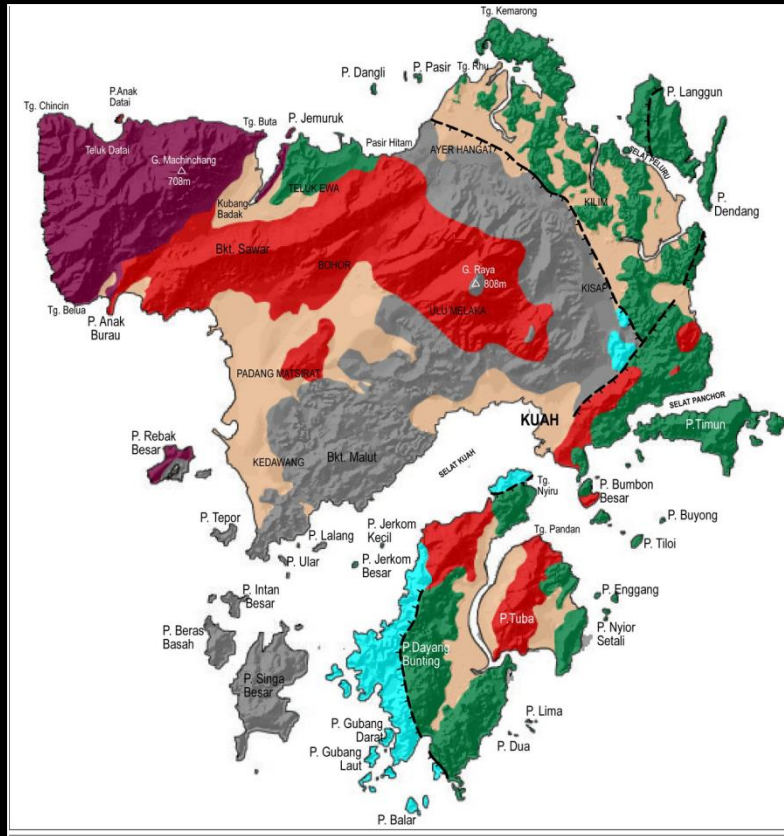 Tg. Kemarong
Tg. Rhu
P. Pasir
P. Dangli
P. Langgun
P.Anak
Datai
Tg. Chincin
Tg. Buta
P. Jemuruk
Pasir Hitam
AYER HANGAT
SELAT PELURU
Teluk Datai
G. Machinchang
708m
TELUK EWA
KILIM
P.
Dendang
Kubang
Badak
Bkt. Sawar
BOHOR
G. Raya
808m
KISAP
Tg. Belua
P. Anak
Burau
ULU MELAKA
PADANG MATSIRAT
SELAT PANCHOR
KUAH
P.Timun
P. Rebak
Besar
KEDAWANG
Bkt. Malut
SELAT KUAH
Tg.
Nyiru
P. Bumbon
Besar
P. Tepor
P. Lalang
P. Jerkom
Kecil
Tg. Pandan
P. Buyong
P. Tiloi
P. Ular
P. Jerkom
Besar
P. Intan
Besar
P. Enggang
P.Tuba
P. Beras
Basah
P. Nyior
Setali
P.Dayang
Bunting
P. Singa
Besar
P. Lima
P. Gubang
Darat
P. Dua
P. Gubang
Laut
P. Balar